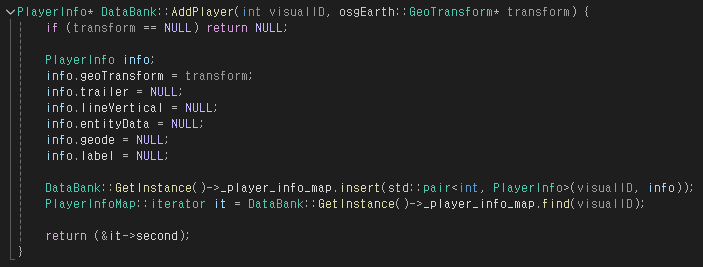 PlayerInfo* DataBank::AddPlayer(int visualID, osgEarth::GeoTransform* transform) {
if (transform == NULL) return NULL;
PlayerInfo info;
info.geoTransform = transform;
info.trailer = NULL;
info.lineVertical = NULL;
info.entityData = NULL;
info.geode = NULL;
info.label = NULL;
DataBank::GetInstance()->_player_info_map.insert(std::pair<int, PlayerInfo>(visualID, info));
PlayerInfoMap::iterator it = DataBank::GetInstance()->_player_info_map.find(visualID);
return (&it->second);
}